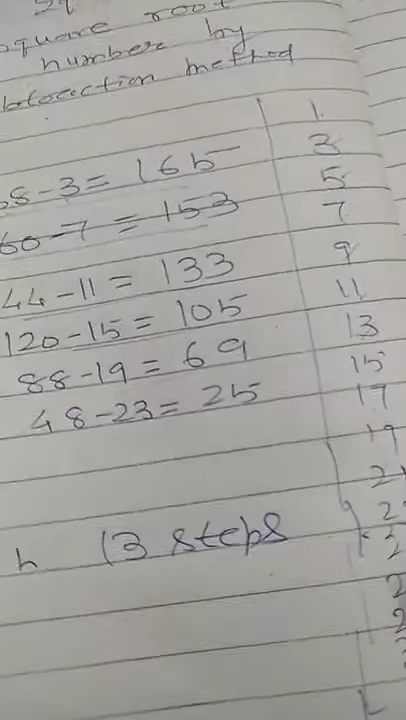 square root
number by
method
1
3
8-3 = 165
5
60-7 = 153
7
9
44-11 = 133
11
120-15 = 105
13
88-19 = 69
15
48-23 = 25
17
19
13 steps